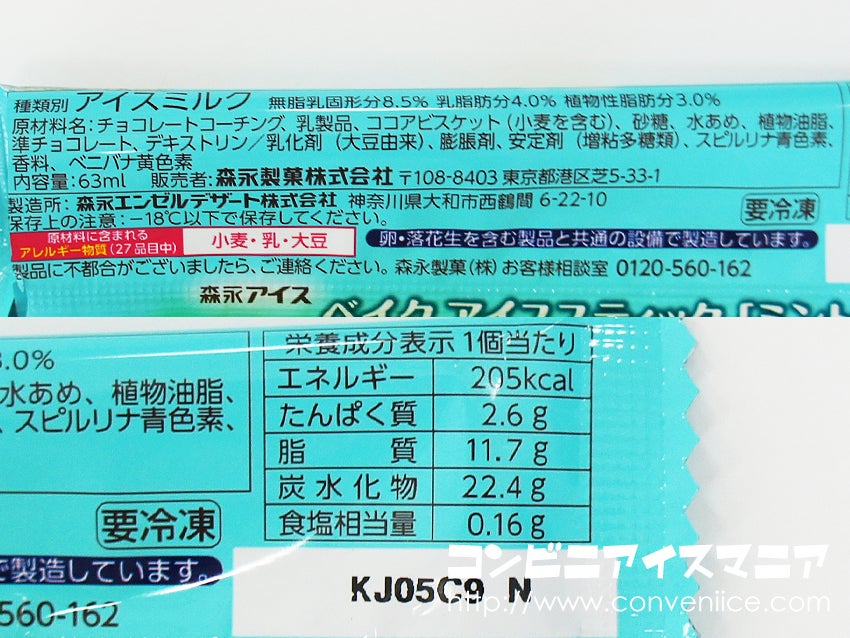 種類別 アイスミルク 無脂乳固形分8.5% 乳脂肪分4.0% 植物性脂肪分3.0%
原材料名:チョコレートコーチング、乳製品、ココアビスケット(小麦を含む)、砂糖、水あめ、植物油脂、
準チョコレート、デキストリン/乳化剤(大豆由来)、膨脹剤、安定剤(増粘多糖類)、スピルリナ青色素、
香料、ベニバナ黄色素
内容量:63ml 販売者:森永製菓株式会社 〒108-8403 東京都港区芝5-33-1
製造所:森永エンゼルデザート株式会社 神奈川県大和市西鶴間 6-22-10
保存上の注意:−18℃以下で保存してください。
要冷凍
原材料に含まれる
アレルギー物質(27品目中)
小麦・乳・大豆
卵・落花生を含む製品と共通の設備で製造しています。
製品に不都合がございましたら、ご連絡ください。森永製菓(株)お客様相談室 0120-560-162
森永アイス
ベイク アイススティック「ミント
3.0%
水あめ、植物油脂、
、スピルリナ青色素、
要冷凍
で製造しています。
560-162
栄養成分表示 1個当たり
エネルギー 205kcal
たんぱく質 2.6g
脂質 11.7g
炭水化物 22.4g
食塩相当量 0.16g
KJ05C9 N
コンビニアイスマニア
http://www.conveniice.com